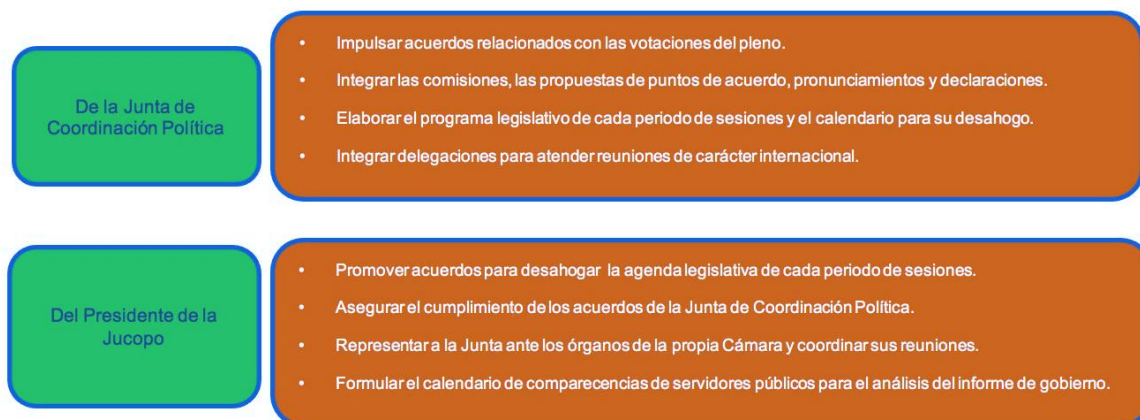 De la Junta de
Coordinación Política
• Impulsar acuerdos relacionados con las votaciones del pleno.
• Integrar las comisiones, las propuestas de puntos de acuerdo, pronunciamientos y declaraciones.
• Elaborar el programa legislativo de cada periodo de sesiones y el calendario para su desahogo.
• Integrar delegaciones para atender reuniones de carácter internacional.
Del Presidente de la
Jucopo
• Promover acuerdos para desahogar la agenda legislativa de cada periodo de sesiones.
• Asegurar el cumplimiento de los acuerdos de la Junta de Coordinación Política.
• Representar a la Junta ante los órganos de la propia Cámara y coordinar sus reuniones.
• Formular el calendario de comparecencias de servidores públicos para el análisis del informe de gobierno.